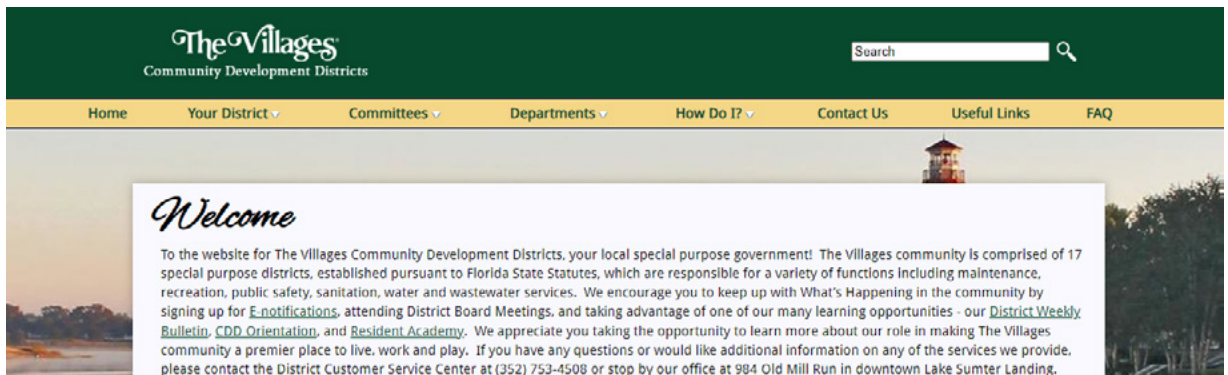 The Villages
Community Development Districts
Search
Home Your District Committees Departments How Do I? Contact Us Useful Links FAQ
Welcome
To the website for The Villages Community Development Districts, your local special purpose government! The Villages community is comprised of 17
special purpose districts, established pursuant to Florida State Statutes, which are responsible for a variety of functions including maintenance,
recreation, public safety, sanitation, water and wastewater services. We encourage you to keep up with What's Happening in the community by
signing up for E-notifications, attending District Board Meetings, and taking advantage of one of our many learning opportunities - our District Weekly
Bulletin, CDD Orientation, and Resident Academy. We appreciate you taking the opportunity to learn more about our role in making The Villages
community a premier place to live, work and play. If you have any questions or would like additional information on any of the services we provide,
please contact the District Customer Service Center at (352) 753-4508 or stop by our office at 984 Old Mill Run in downtown Lake Sumter Landing.